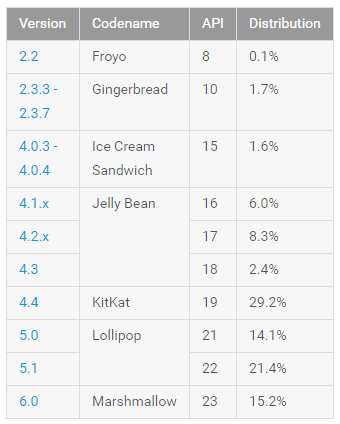 Version Codename API Distribution
2.2 Froyo 8 0.1%
2.3.3 - Gingerbread 10 1.7%
2.3.7
4.0.3 - Ice Cream 15 1.6%
4.0.4 Sandwich
4.1.x Jelly Bean 16 6.0%
4.2.x 17 8.3%
4.3 18 2.4%
4.4 KitKat 19 29.2%
5.0 Lollipop 21 14.1%
5.1 22 21.4%
6.0 Marshmallow 23 15.2%